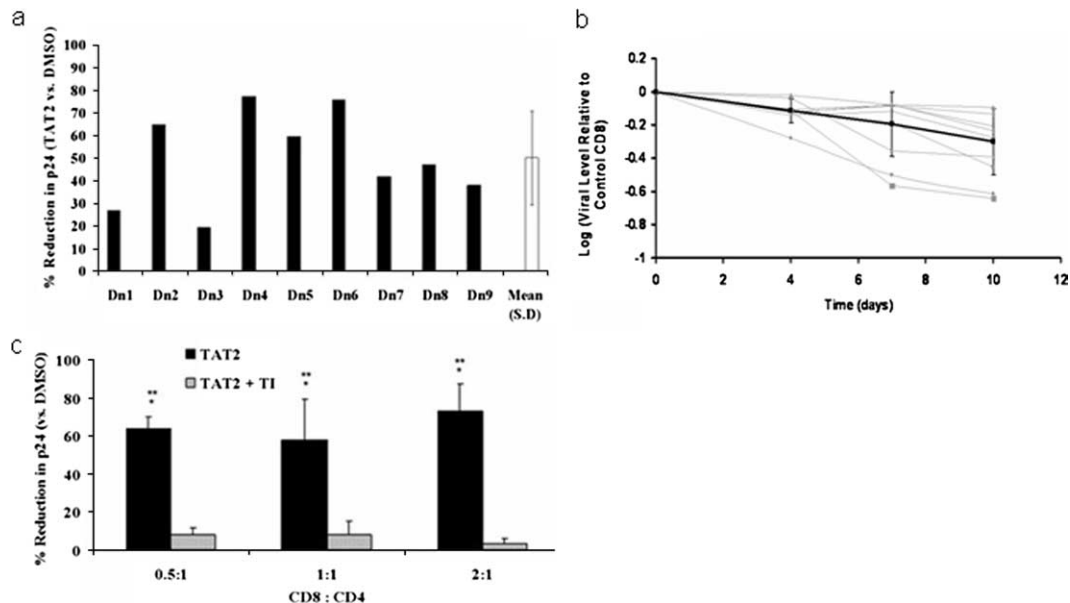 a
% Reduction in p24 (TAT2 vs. DMSO)
100
90
80
70
60
50
40
30
20
10
0
Dn1 Dn2 Dn3 Dn4 Dn5 Dn6 Dn7 Dn8 Dn9 Mean
(S.D)
b
Log (Viral Level Relative to
Control CD8)
0.2
0
-0.2
-0.4
-0.6
-0.8
-1
0 2 4 6 8 10 12
Time (days)
c
% Reduction in p24 (vs. DMSO)
100
80
60
40
20
0
TAT2
TAT2 + TI
**
*
**
*
**
*
0.5:1 1:1 2:1
CD8 : CD4